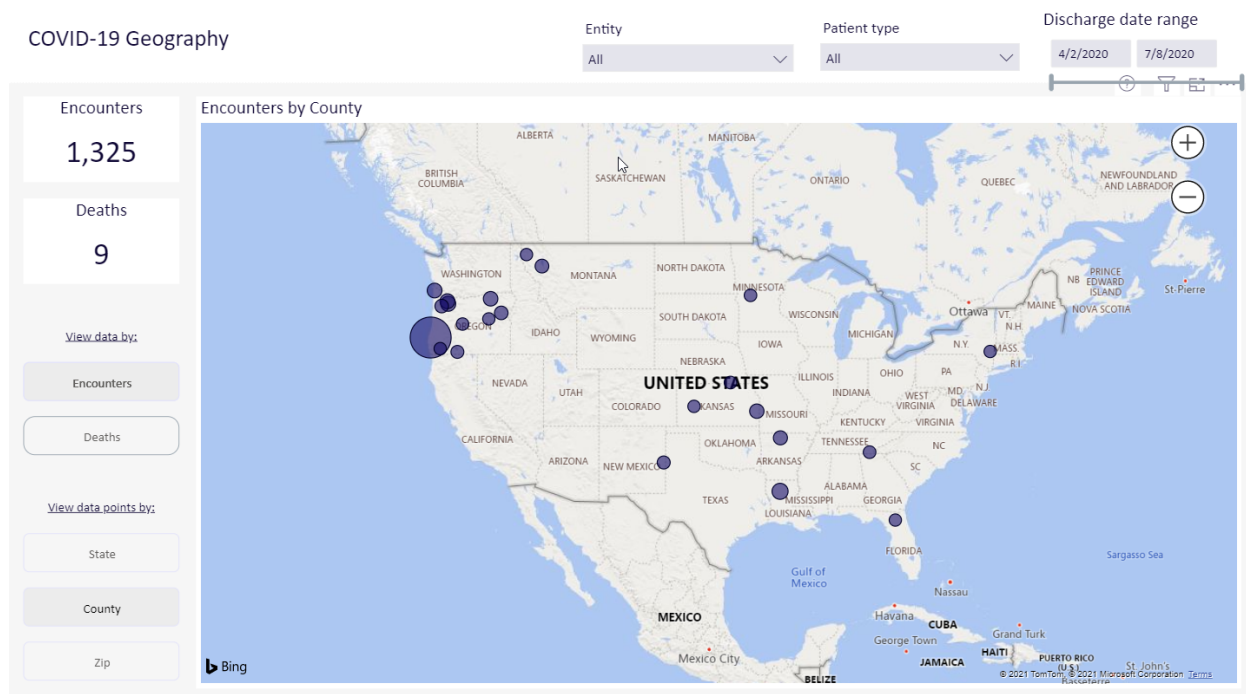 COVID-19 Geography
Entity
All
Patient type
All
Discharge date range
4/2/2020
7/8/2020
Encounters
1,325
Deaths
9
View data by:
Encounters
Deaths
View data points by:
State
County
Zip
Encounters by County
ALBERTA
MANITOBA
BRITISH
COLUMBIA
SASKATCHEWAN
ONTARIO
QUEBEC
NEWFOUNDLAND
AND LABRADOR
WASHINGTON
MONTANA
NORTH DAKOTA
MINNESOTA
NB
PRINCE
EDWARD
ISLAND
St-Pierre
NOVA SCOTIA
MAINE
Ottawa
VT.
N.H.
OREGON
IDAHO
WYOMING
SOUTH DAKOTA
WISCONSIN
MICHIGAN
N.Y.
MASS.
R.I.
IOWA
NEBRASKA
NEVADA
UTAH
UNITED STATES
ILLINOIS
INDIANA
OHIO
PA
N.J.
MD
DELAWARE
WEST
VIRGINIA
COLORADO
KANSAS
MISSOURI
KENTUCKY
VIRGINIA
CALIFORNIA
ARIZONA
NEW MEXICO
OKLAHOMA
ARKANSAS
TENNESSEE
NC
SC
TEXAS
MISSISSIPPI
ALABAMA
GEORGIA
LOUISIANA
FLORIDA
Sargasso Sea
Gulf of
Mexico
Nassau
MEXICO
Havana
CUBA
Grand Turk
George Town
Mexico City
JAMAICA
HAITI
PUERTO RICO
(U.S.)
St. John's
Basseterre
BELIZE
Bing
© 2021 TomTom, © 2021 Microsoft Corporation Terms